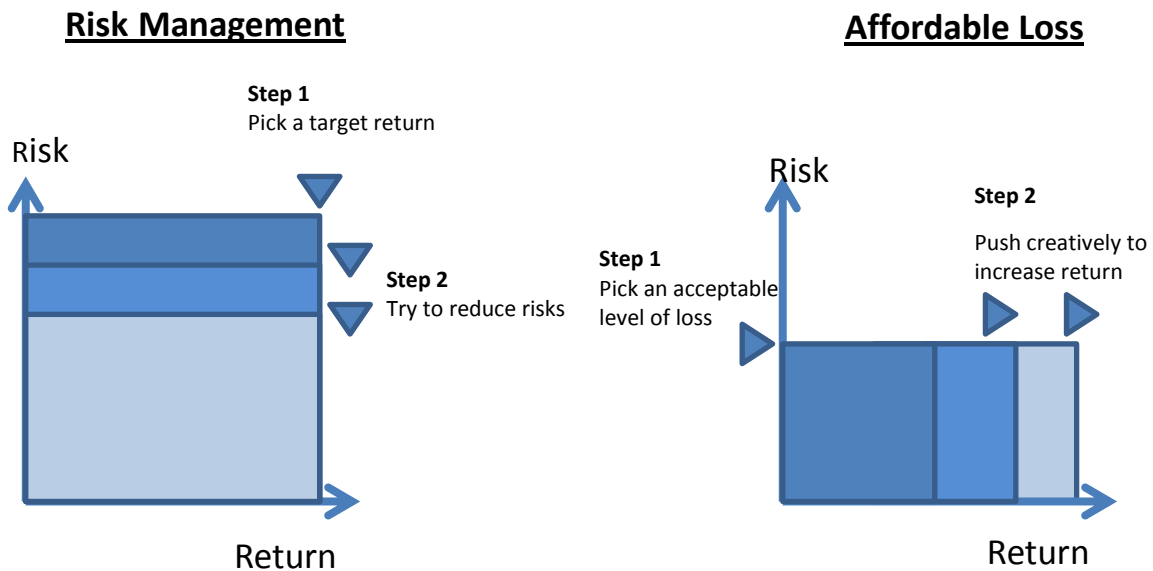 Risk Management
Step 1
Pick a target return
Risk
Step 2
Try to reduce risks
Return
Affordable Loss
Risk
Step 1
Pick an acceptable
level of loss
Step 2
Push creatively to
increase return
Return